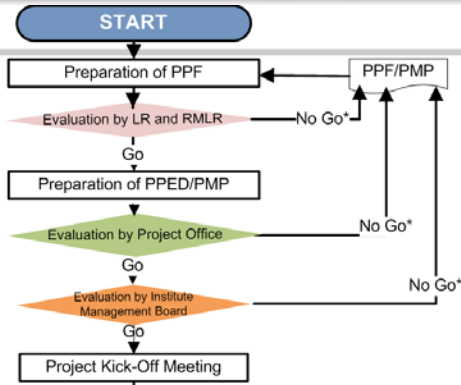 START
Preparation of PPF
PPF/PMP
Evaluation by LR and RMLR
No Go*
Go
Preparation of PPED/PMP
Evaluation by Project Office
No Go*
Go
No Go*
Evaluation by Institute
Management Board
Go
Project Kick-Off Meeting